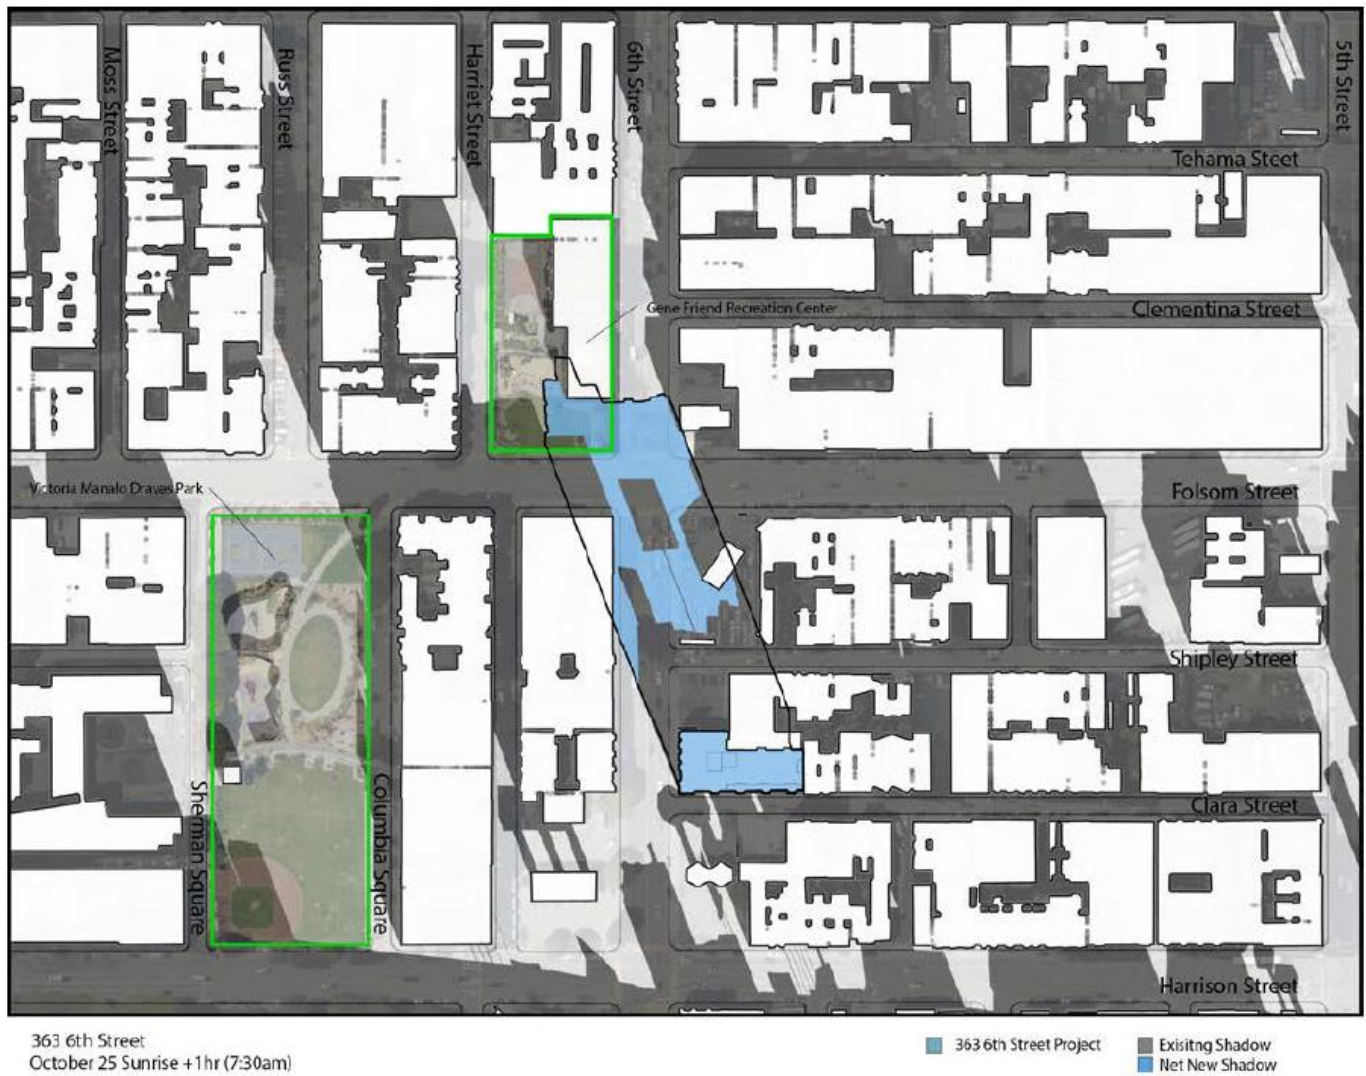 Moss Street
Russ Street
Harriet Street
6th Street
5th Street
Tehama Steet
Gene Friend Recreation Center
Clementina Street
Victoria Manalo Draves Park
Folsom Street
Shipley Street
Sherman Square
Columbia Square
Clara Street
Harrison Street
363 6th Street
October 25 Sunrise +1hr (7:30am)
363 6th Street Project
Exisitng Shadow
Net New Shadow